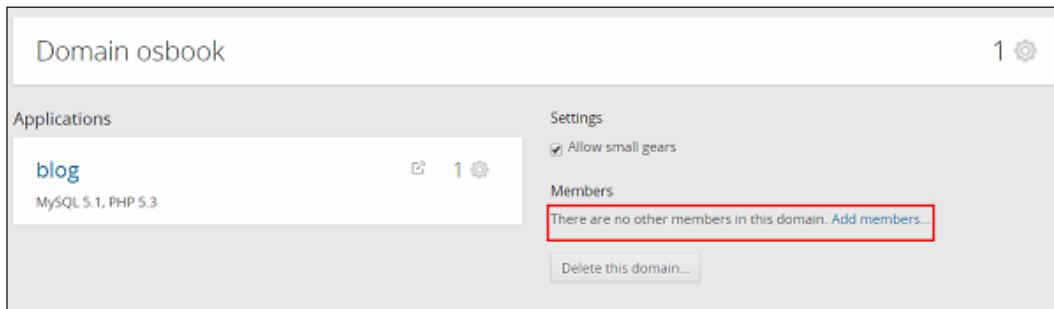 Domain osbook
1
Applications
blog
1
MySQL 5.1, PHP 5.3
Settings
Allow small gears
Members
There are no other members in this domain. Add members...
Delete this domain...